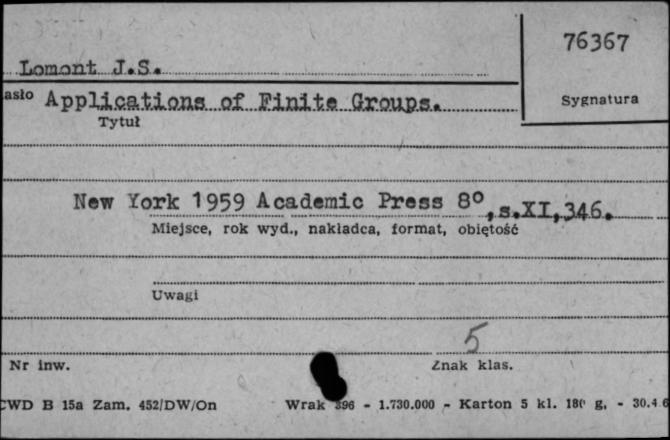 76367
Lomont J.S.
asło Applications of Finite Groups.
Sygnatura
Tytuł
New York 1959 Academic Press 8°,s.XI,346.
Miejsce, rok wyd., nakładca, format, objętość
Uwagi
5
Nr inw.
Znak klas.
CWD B 15a Zam. 452/DW/On Wrak 396 - 1.730.000 - Karton 5 kl. 180 g. - 30.4.6